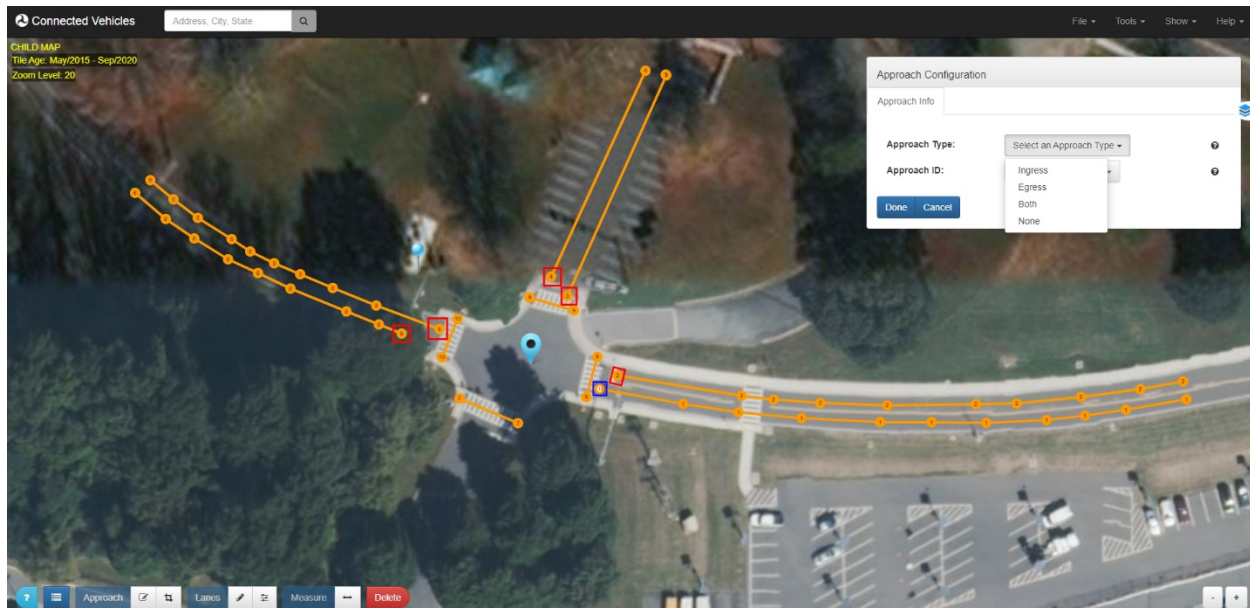 Connected Vehicles
Address, City, State
File
Tools
Show
Help
CHILD MAP
Tile Age: May/2015 - Sep/2020
Zoom Level: 20
Approach Configuration
Approach Info
Approach Type:
Select an Approach Type
Approach ID:
Ingress
Egress
Both
None
Done
Cancel
? Approach Lanes Measure Delete
- +